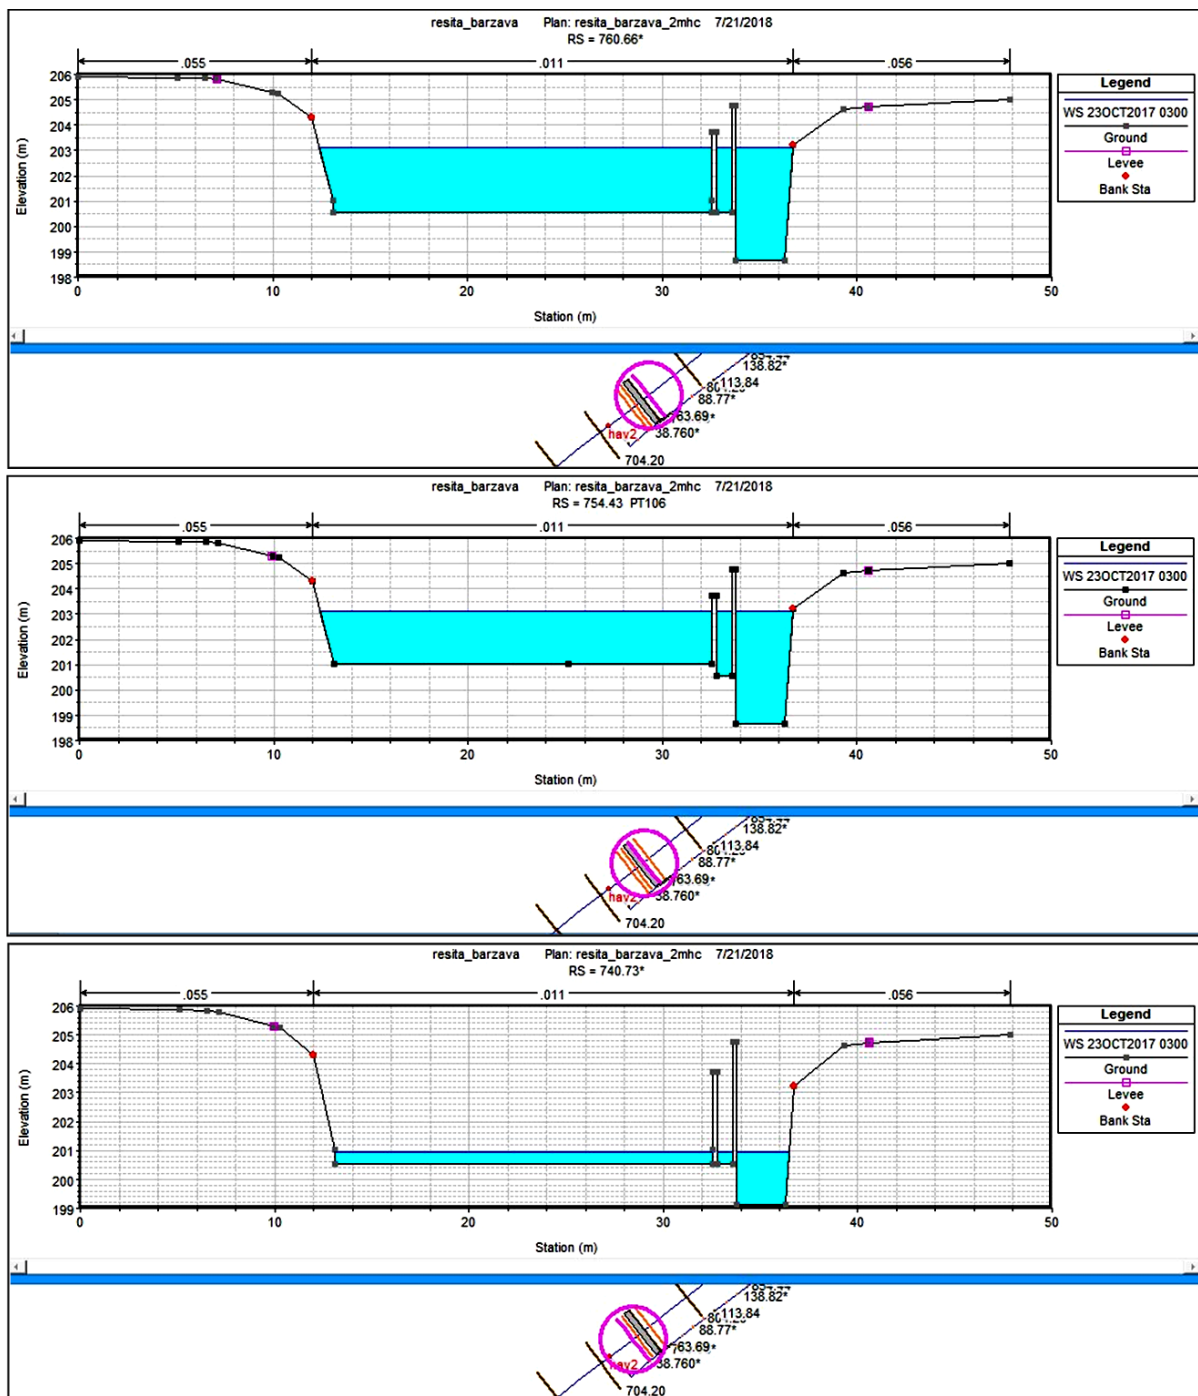 resita_barzava Plan: resita_barzava_2mhc 7/21/2018
RS = 760.66*
.055 .011 .056
206
205
204
203
202
201
200
199
198
Elevation (m)
0 10 20 30 40 50
Station (m)
Legend
WS 23OCT2017 0300
Ground
Levee
Bank Sta
138.82*
113.84
88.77*
763.69*
hav2
38.760*
704.20
resita_barzava Plan: resita_barzava_2mhc 7/21/2018
RS = 754.43 PT106
.055 .011 .056
206
205
204
203
202
201
200
199
198
Elevation (m)
0 10 20 30 40 50
Station (m)
Legend
WS 23OCT2017 0300
Ground
Levee
Bank Sta
138.82*
113.84
88.77*
763.69*
hav2
38.760*
704.20
resita_barzava Plan: resita_barzava_2mhc 7/21/2018
RS = 740.73*
.055 .011 .056
206
205
204
203
202
201
200
199
Elevation (m)
0 10 20 30 40 50
Station (m)
Legend
WS 23OCT2017 0300
Ground
Levee
Bank Sta
138.82*
113.84
88.77*
763.69*
hav2
38.760*
704.20